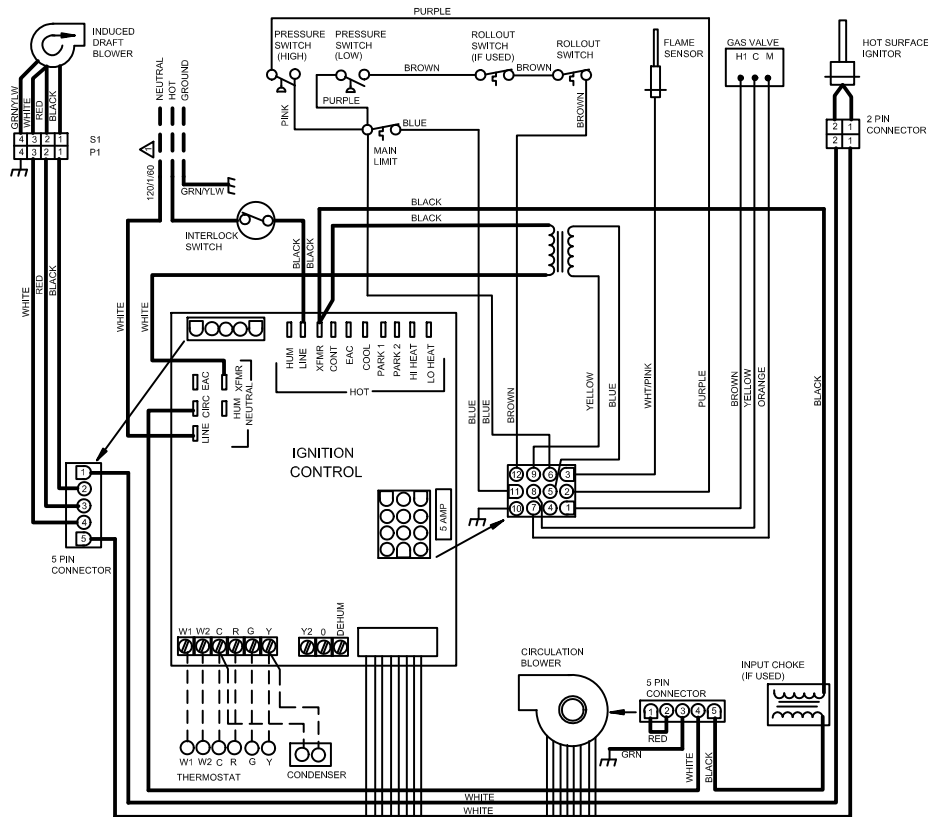 PURPLE
INDUCED
DRAFT
BLOWER
PRESSURE
SWITCH
(HIGH)
PRESSURE
SWITCH
(LOW)
ROLLOUT
SWITCH
(IF USED)
ROLLOUT
SWITCH
FLAME
SENSOR
GAS VALVE
H1 C M
HOT SURFACE
IGNITOR
GRN/YLW
WHITE
RED
BLACK
NEUTRAL
HOT
GROUND
BROWN
BROWN
PURPLE
PINK
BROWN
BLUE
MAIN
LIMIT
2 1
2 1
2 PIN
CONNECTOR
4 3 2 1
4 3 2 1
S1
P1
1
120/1/60
GRN/YLW
INTERLOCK
SWITCH
BLACK
BLACK
BLACK
BLACK
WHITE
RED
BLACK
WHITE
WHITE
HUM
LINE
XFMR
CONT
EAC
COOL
PARK 1
PARK 2
HI HEAT
LO HEAT
HOT
EAC
XFMR
CIRC
HUM
LINE
NEUTRAL
IGNITION
CONTROL
5 AMP
BLUE
BLUE
BROWN
YELLOW
BLUE
WHT/PINK
PURPLE
BROWN
YELLOW
ORANGE
BLACK
12 9 6 3
11 8 5 2
10 7 4 1
1
2
3
4
5
5 PIN
CONNECTOR
W1 W2 C R G Y
Y2 0 DEHUM
W1 W2 C R G Y
THERMOSTAT
CONDENSER
CIRCULATION
BLOWER
5 PIN
CONNECTOR
1 2 3 4 5
RED
GRN
WHITE
BLACK
INPUT CHOKE
(IF USED)
WHITE
WHITE